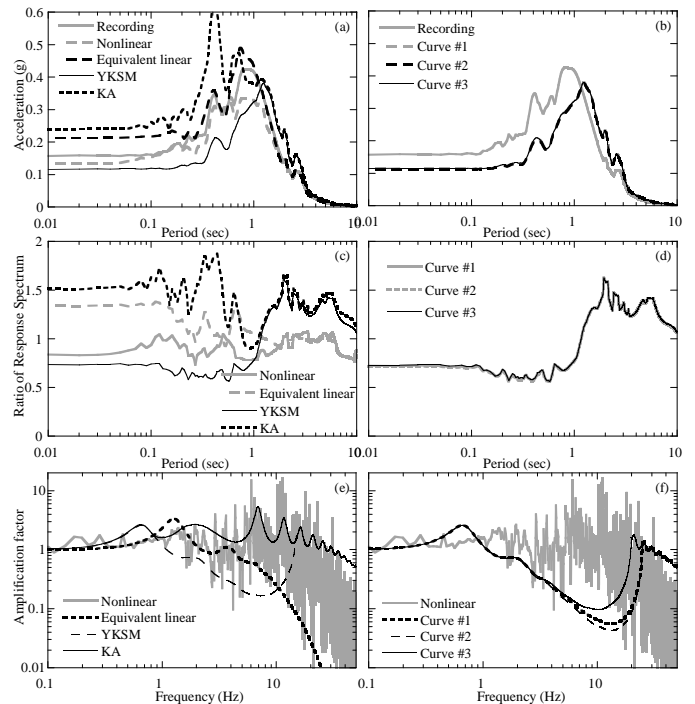 0.6
0.5
0.4
0.3
0.2
0.1
0
Acceleration (g)
(a)
Recording
Nonlinear
Equivalent linear
YKSM
KA
0.01
0.1
1
10
Period (sec)
(b)
Recording
Curve #1
Curve #2
Curve #3
0.01
0.1
1
10
Period (sec)
2
1.5
1
0.5
0
Ratio of Response Spectrum
(c)
Nonlinear
Equivalent linear
YKSM
KA
0.01
0.1
1
10
Period (sec)
(d)
Curve #1
Curve #2
Curve #3
0.01
0.1
1
10
Period (sec)
10
1
0.1
0.01
Amplification factor
(e)
Nonlinear
Equivalent linear
YKSM
KA
0.1
1
10
Frequency (Hz)
(f)
Nonlinear
Curve #1
Curve #2
Curve #3
0.1
1
10
Frequency (Hz)